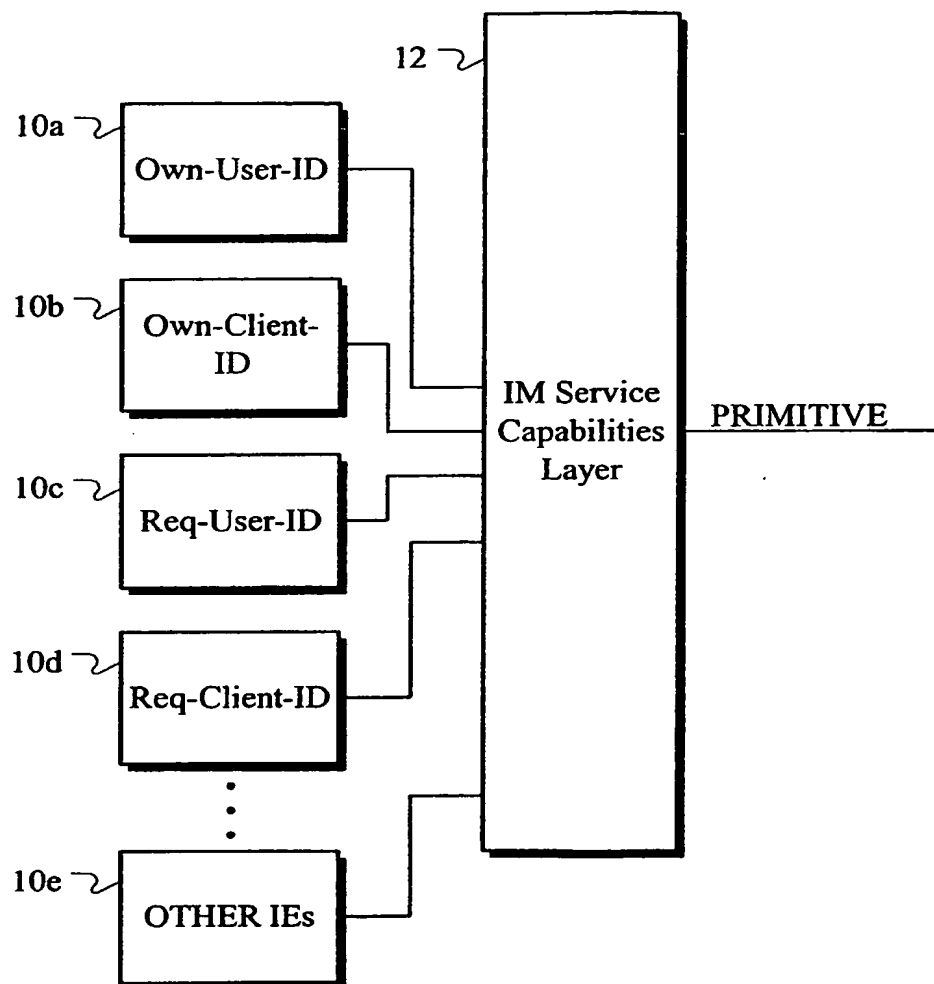 12
10a
Own-User-ID
10b
Own-Client-
ID
IM Service
Capabilities
Layer
PRIMITIVE
10c
Req-User-ID
10d
Req-Client-ID
10e
OTHER IEs